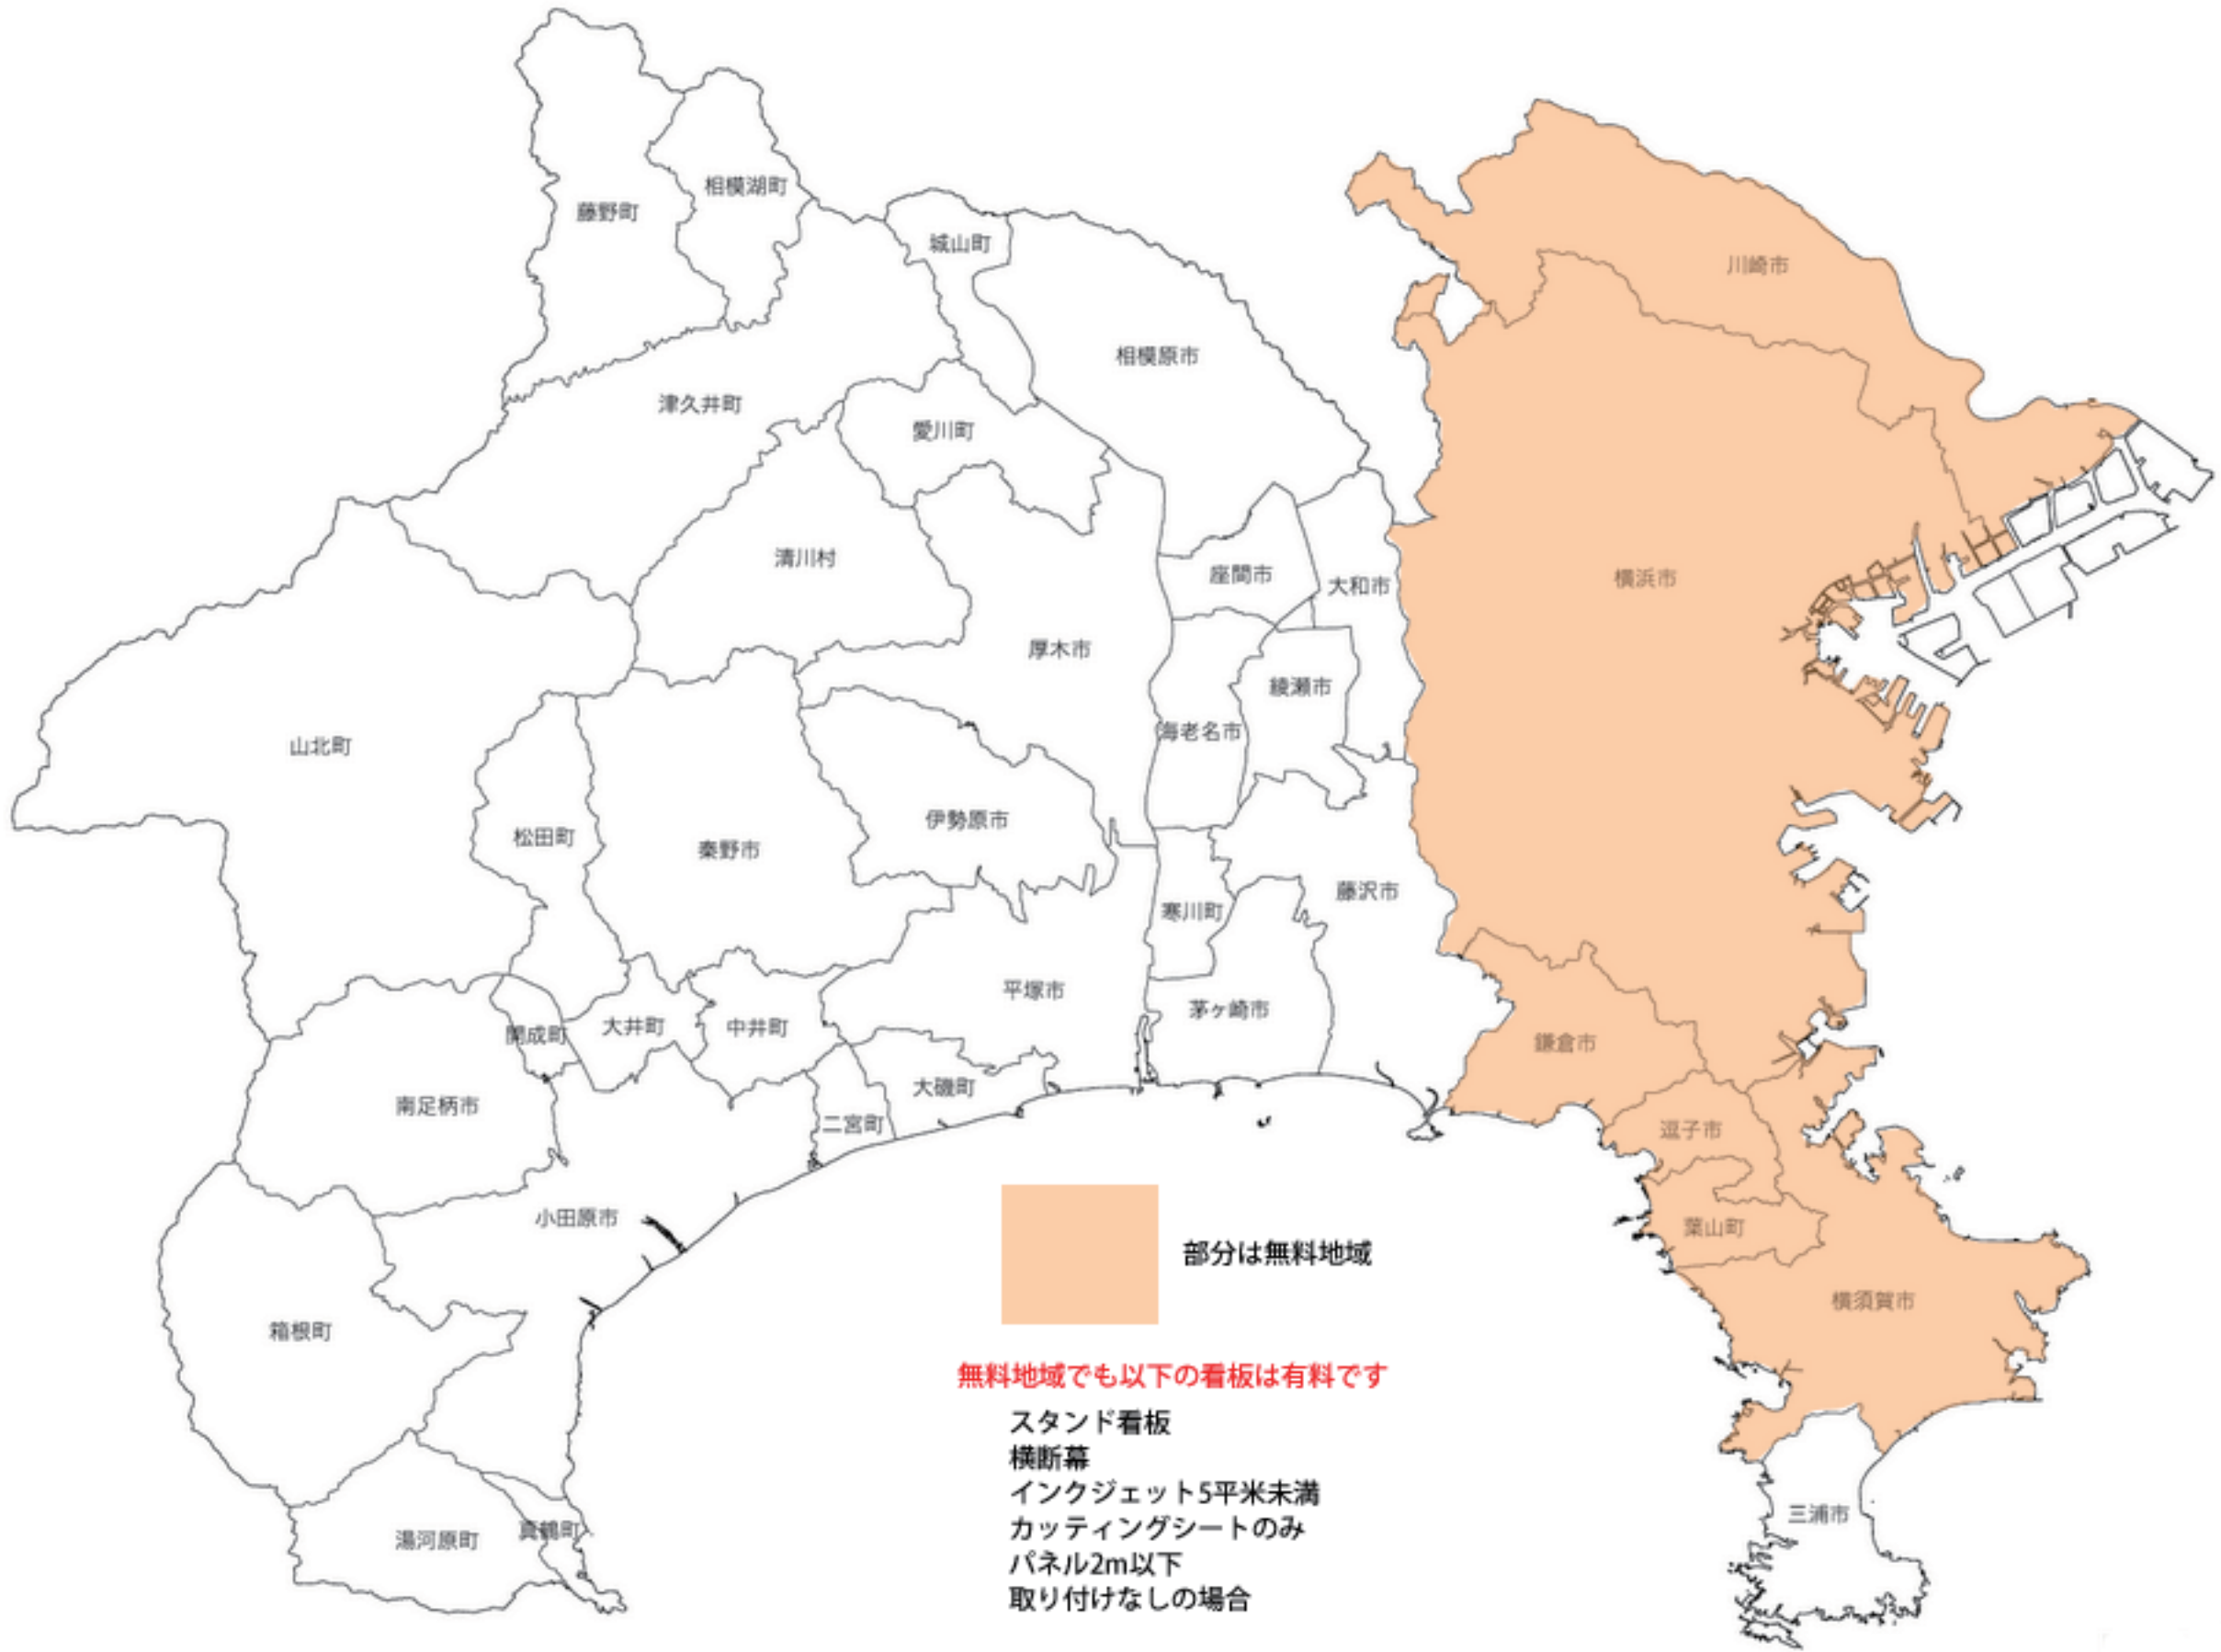 藤野町
相模湖町
城山町
川崎市
相模原市
津久井町
愛川町
清川村
座間市
大和市
横浜市
厚木市
綾瀬市
海老名市
山北町
松田町
秦野市
伊勢原市
寒川町
藤沢市
平塚市
茅ヶ崎市
開成町
大井町
中井町
鎌倉市
南足柄市
大磯町
二宮町
逗子市
小田原市
葉山町
部分は無料地域
箱根町
横須賀市
無料地域でも以下の看板は有料です
スタンド看板
横断幕
インクジェット5平米未満
カッティングシートのみ
パネル2m以下
取り付けなしの場合
湯河原町
真鶴町
三浦市